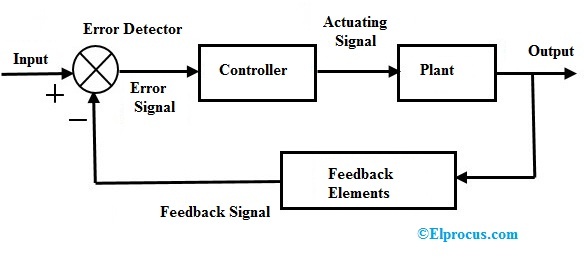 Error Detector
Actuating
Signal
Input
Output
Controller
Plant
+
Error
Signal
−
Feedback
Elements
Feedback Signal
©Elprocus.com